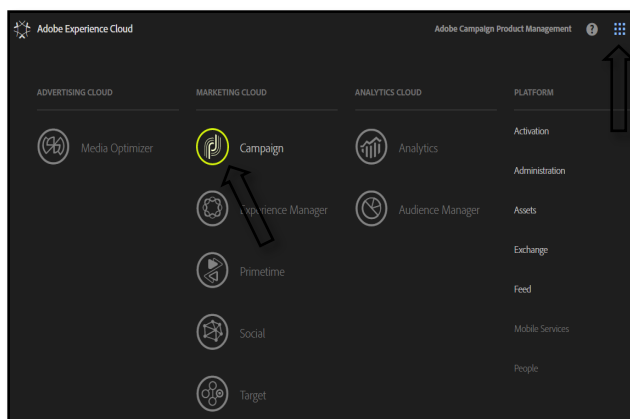 Adobe Experience Cloud
Adobe Campaign Product Management
?
ADVERTISING CLOUD
Media Optimizer
MARKETING CLOUD
Campaign
Experience Manager
Primetime
Social
Target
ANALYTICS CLOUD
Analytics
Audience Manager
PLATFORM
Activation
Administration
Assets
Exchange
Feed
Mobile Services
People